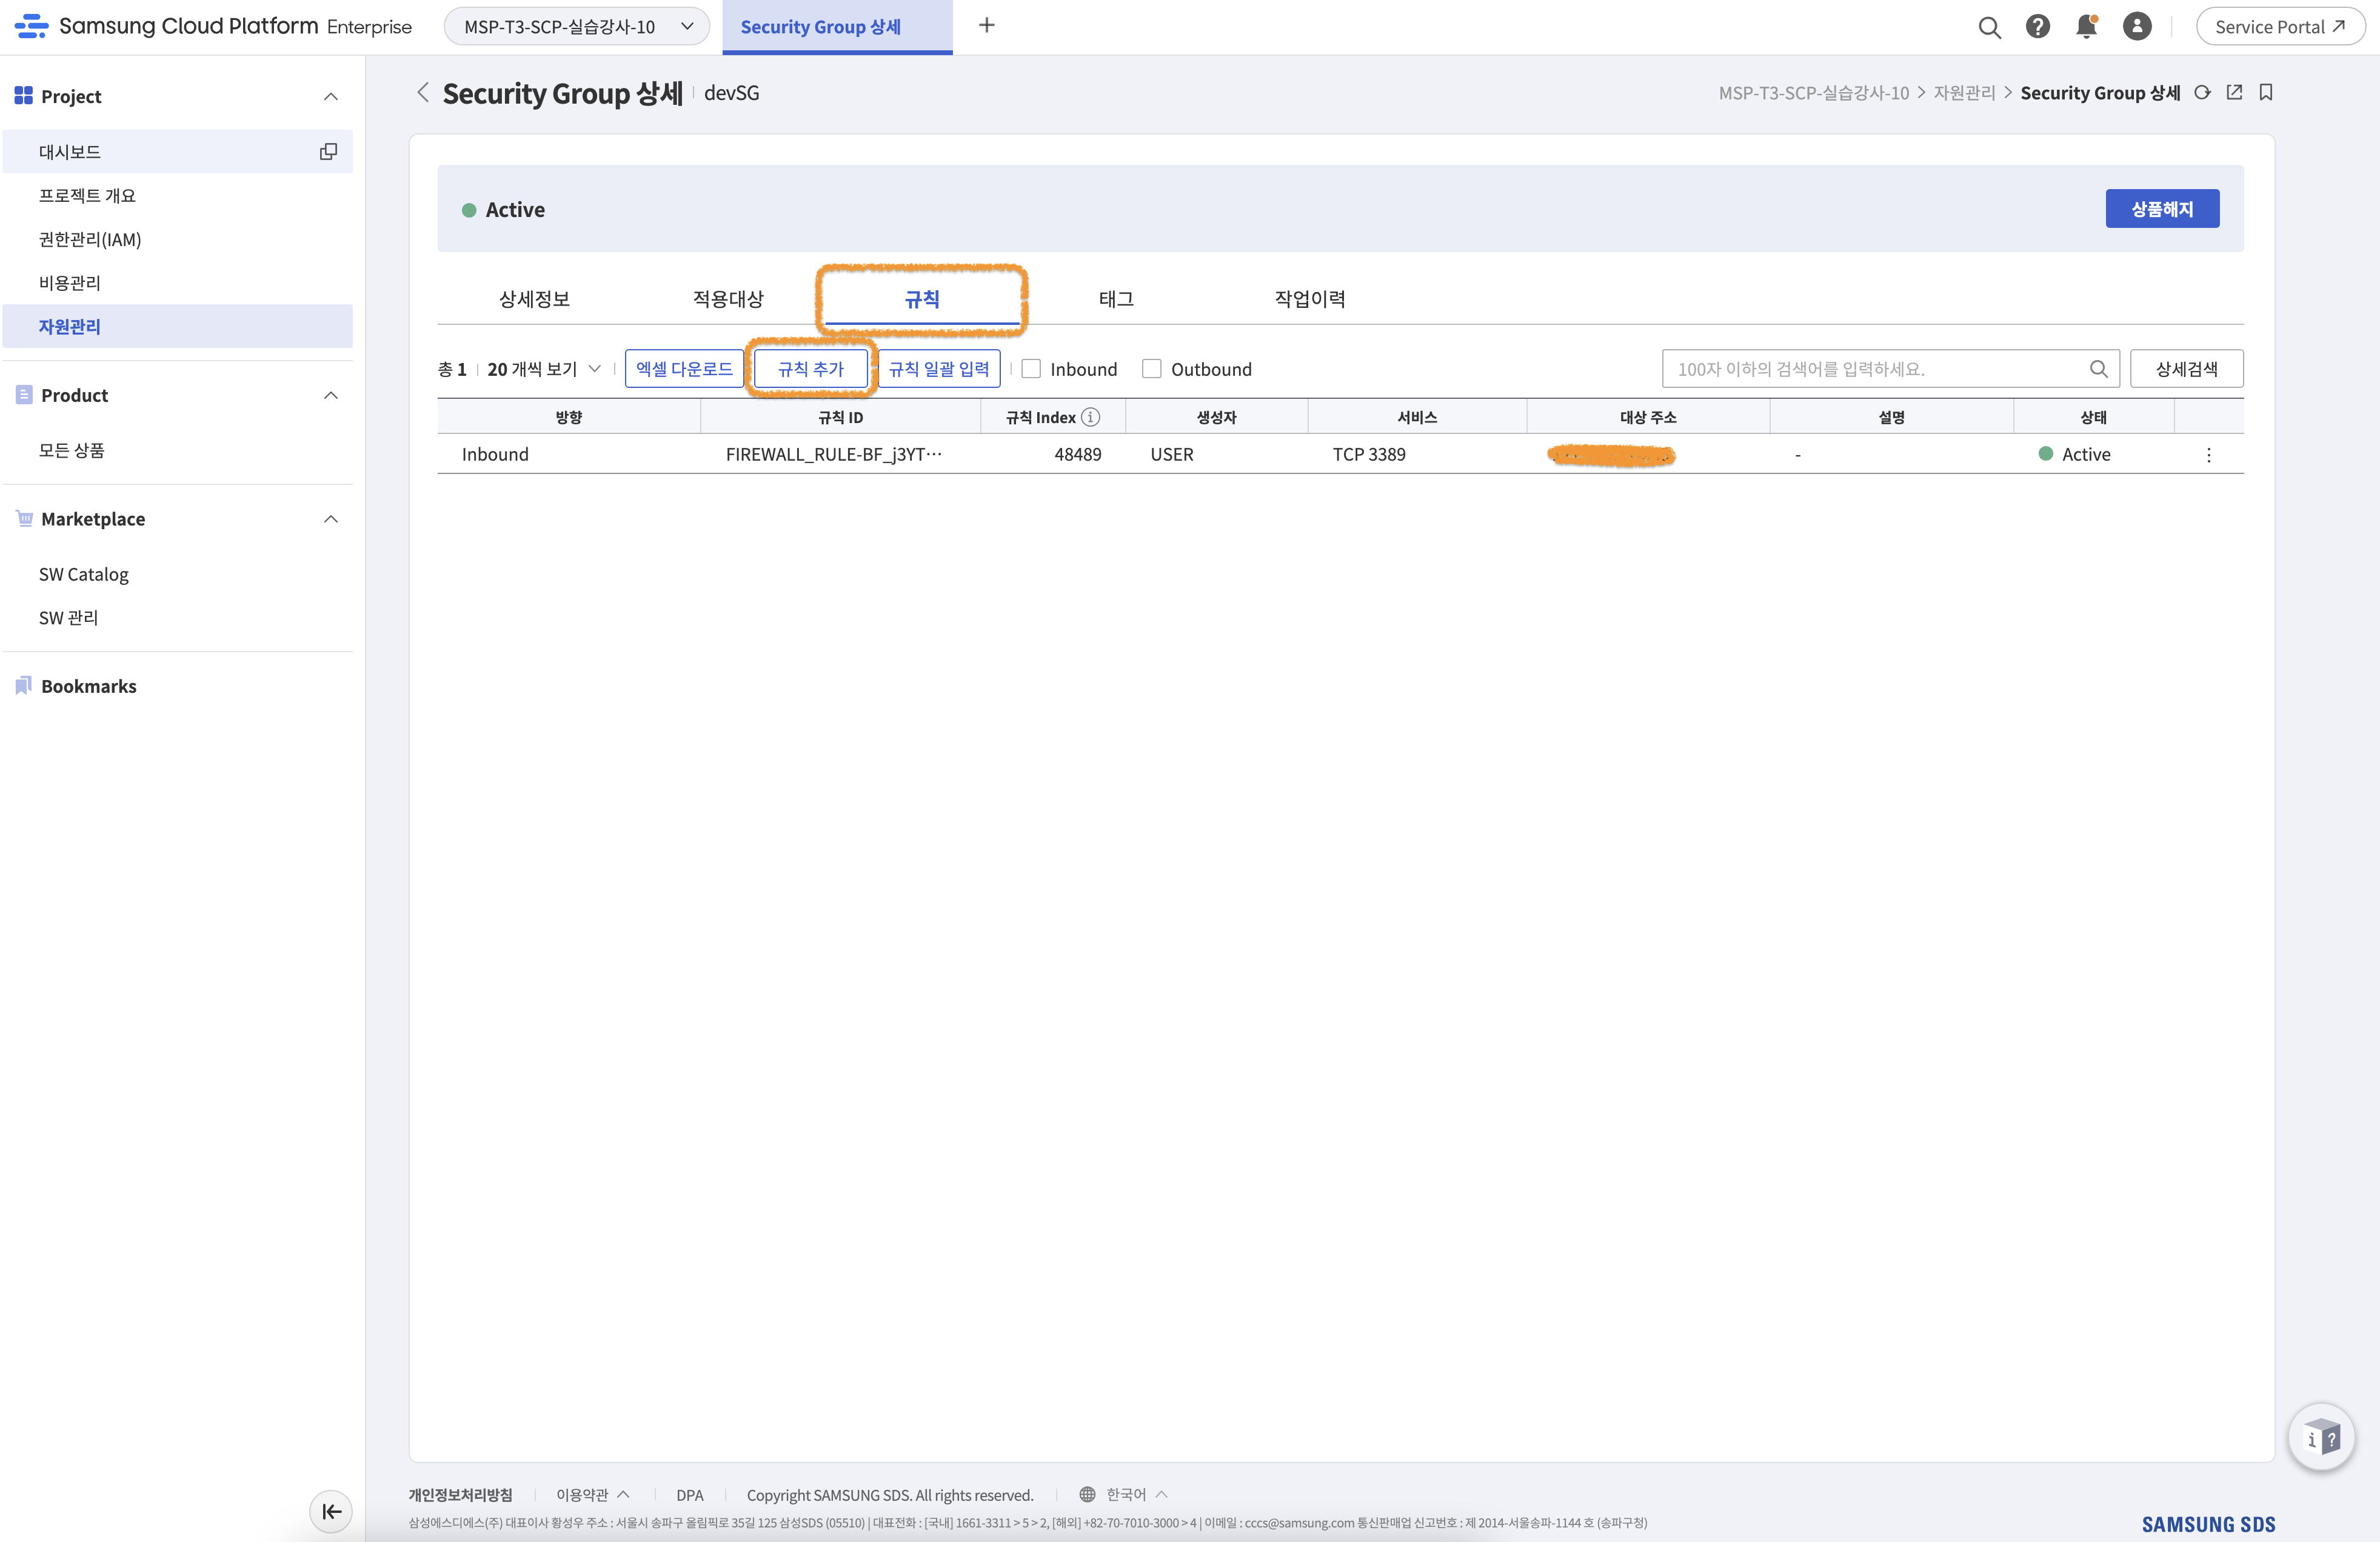 Samsung Cloud Platform Enterprise
MSP-T3-SCP-실습강사-10
Security Group 상세
Service Portal
Project
대시보드
프로젝트 개요
권한관리(IAM)
비용관리
자원관리
Product
모든 상품
Marketplace
SW Catalog
SW 관리
Bookmarks
Security Group 상세 | devSG
MSP-T3-SCP-실습강사-10 > 자원관리 > Security Group 상세
Active
상품해지
상세정보 적용대상 규칙 태그 작업이력
총 1 | 20 개씩 보기 엑셀 다운로드 규칙 추가 규칙 일괄 입력 Inbound Outbound 100자 이하의 검색어를 입력하세요. 상세검색
방향 규칙 ID 규칙 Index 생성자 서비스 대상 주소 설명 상태
Inbound FIREWALL_RULE-BF_j3YT··· 48489 USER TCP 3389 - Active
개인정보처리방침 이용약관 DPA Copyright SAMSUNG SDS. All rights reserved. 한국어
삼성에스디에스(주) 대표이사 황성우 주소 : 서울시 송파구 올림픽로 35길 125 삼성SDS (05510) | 대표전화 : [국내] 1661-3311 > 5 > 2, [해외] +82-70-7010-3000 > 4 | 이메일 : cccs@samsung.com 통신판매업 신고번호 : 제 2014-서울송파-1144 호 (송파구청)
SAMSUNG SDS